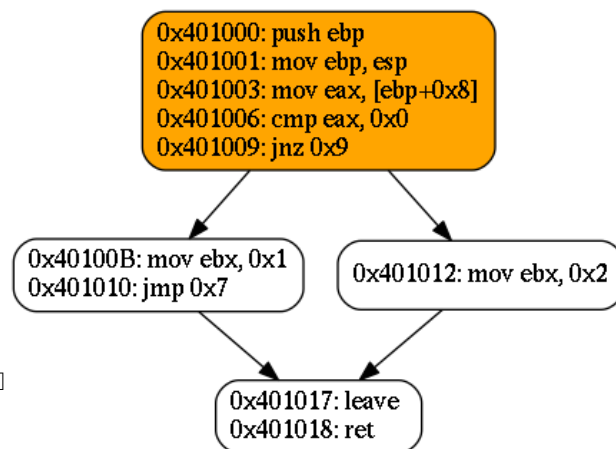 0x401000: push ebp
0x401001: mov ebp, esp
0x401003: mov eax, [ebp+0x8]
0x401006: cmp eax, 0x0
0x401009: jnz 0x9
0x40100B: mov ebx, 0x1
0x401010: jmp 0x7
0x401012: mov ebx, 0x2
0x401017: leave
0x401018: ret